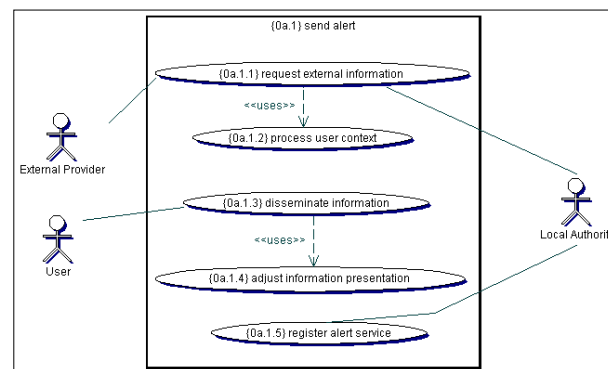 {0a.1} send alert
{0a.1.1} request external information
<<uses>>
{0a.1.2} process user context
External Provider
{0a.1.3} disseminate information
User
<<uses>>
Local Authorit
{0a.1.4} adjust information presentation
{0a.1.5} register alert service